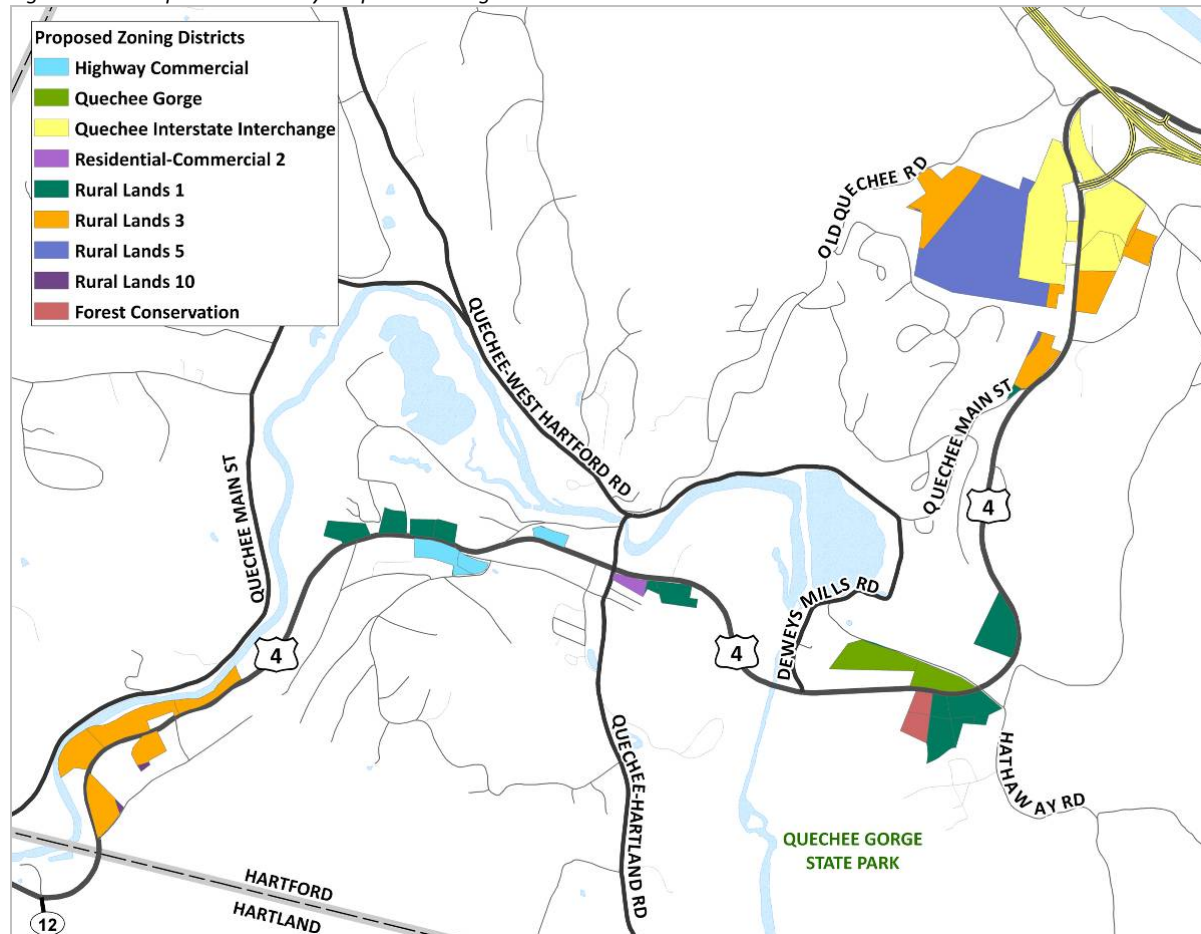 Proposed Zoning Districts
Highway Commercial
Quechee Gorge
Quechee Interstate Interchange
Residential-Commercial 2
Rural Lands 1
Rural Lands 3
Rural Lands 5
Rural Lands 10
Forest Conservation
OLD QUECHEE RD
QUECHEE-WEST HARTFORD RD
QUECHEE MAIN ST
QUECHEE MAIN ST
4
4
4
DEWEYS MILLS RD
QUECHEE-HARTLAND RD
HATHAWAY RD
QUECHEE GORGE
STATE PARK
HARTFORD
HARTLAND
12